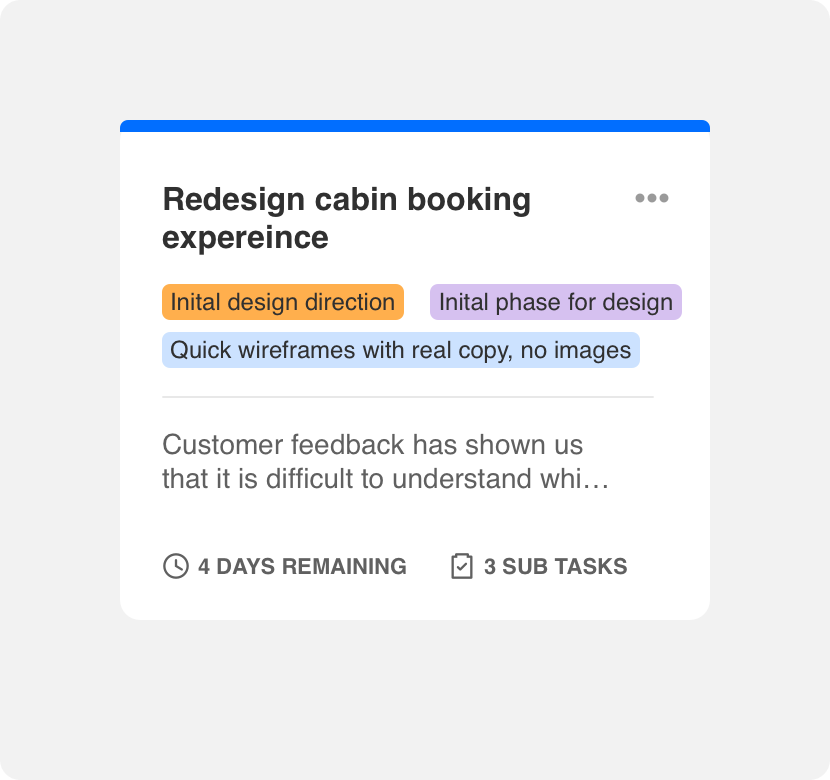 Redesign cabin booking
expereince
Inital design direction Inital phase for design
Quick wireframes with real copy, no images
Customer feedback has shown us
that it is difficult to understand whi…
4 DAYS REMAINING 3 SUB TASKS